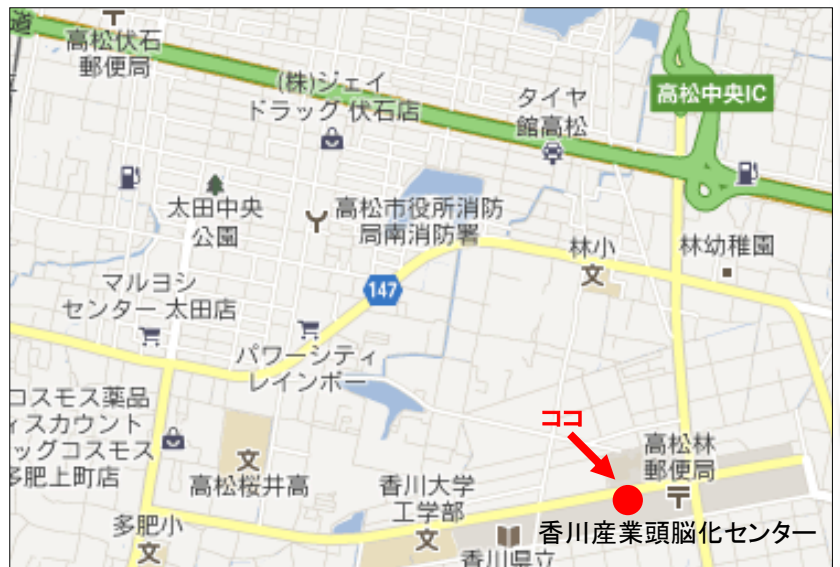 高松伏石
郵便局
(株)ジェイ
ドラッグ 伏石店
タイヤ
館高松
高松中央IC
太田中央
公園
高松市役所消防
局南消防署
林小
文
林幼稚園
147
マルヨシ
センター 太田店
パワーシティ
レインボー
コスモス薬品
ィスカウント
ッグコスモス
多肥上町店
文
高松桜井高
ココ
高松林
郵便局
香川大学
工学部
文
香川産業頭脳化センター
多肥小
文
香川県立